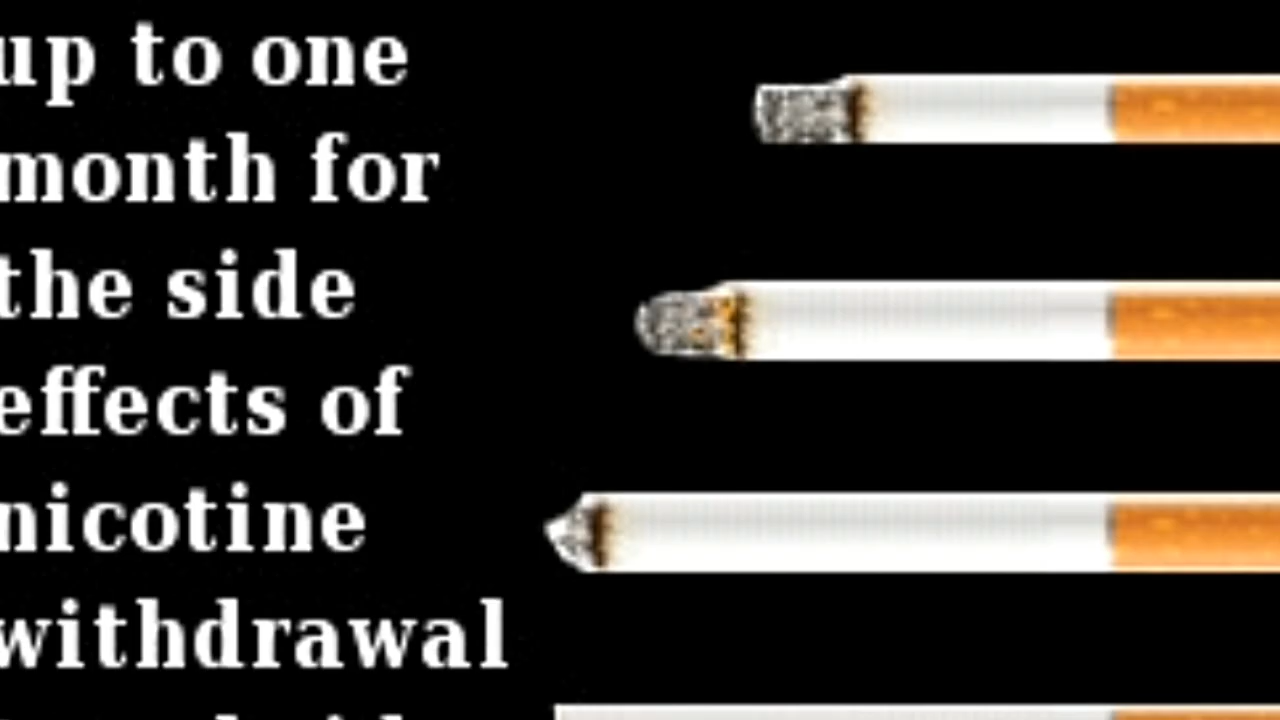 up to one
month for
the side
effects of
nicotine
withdrawal